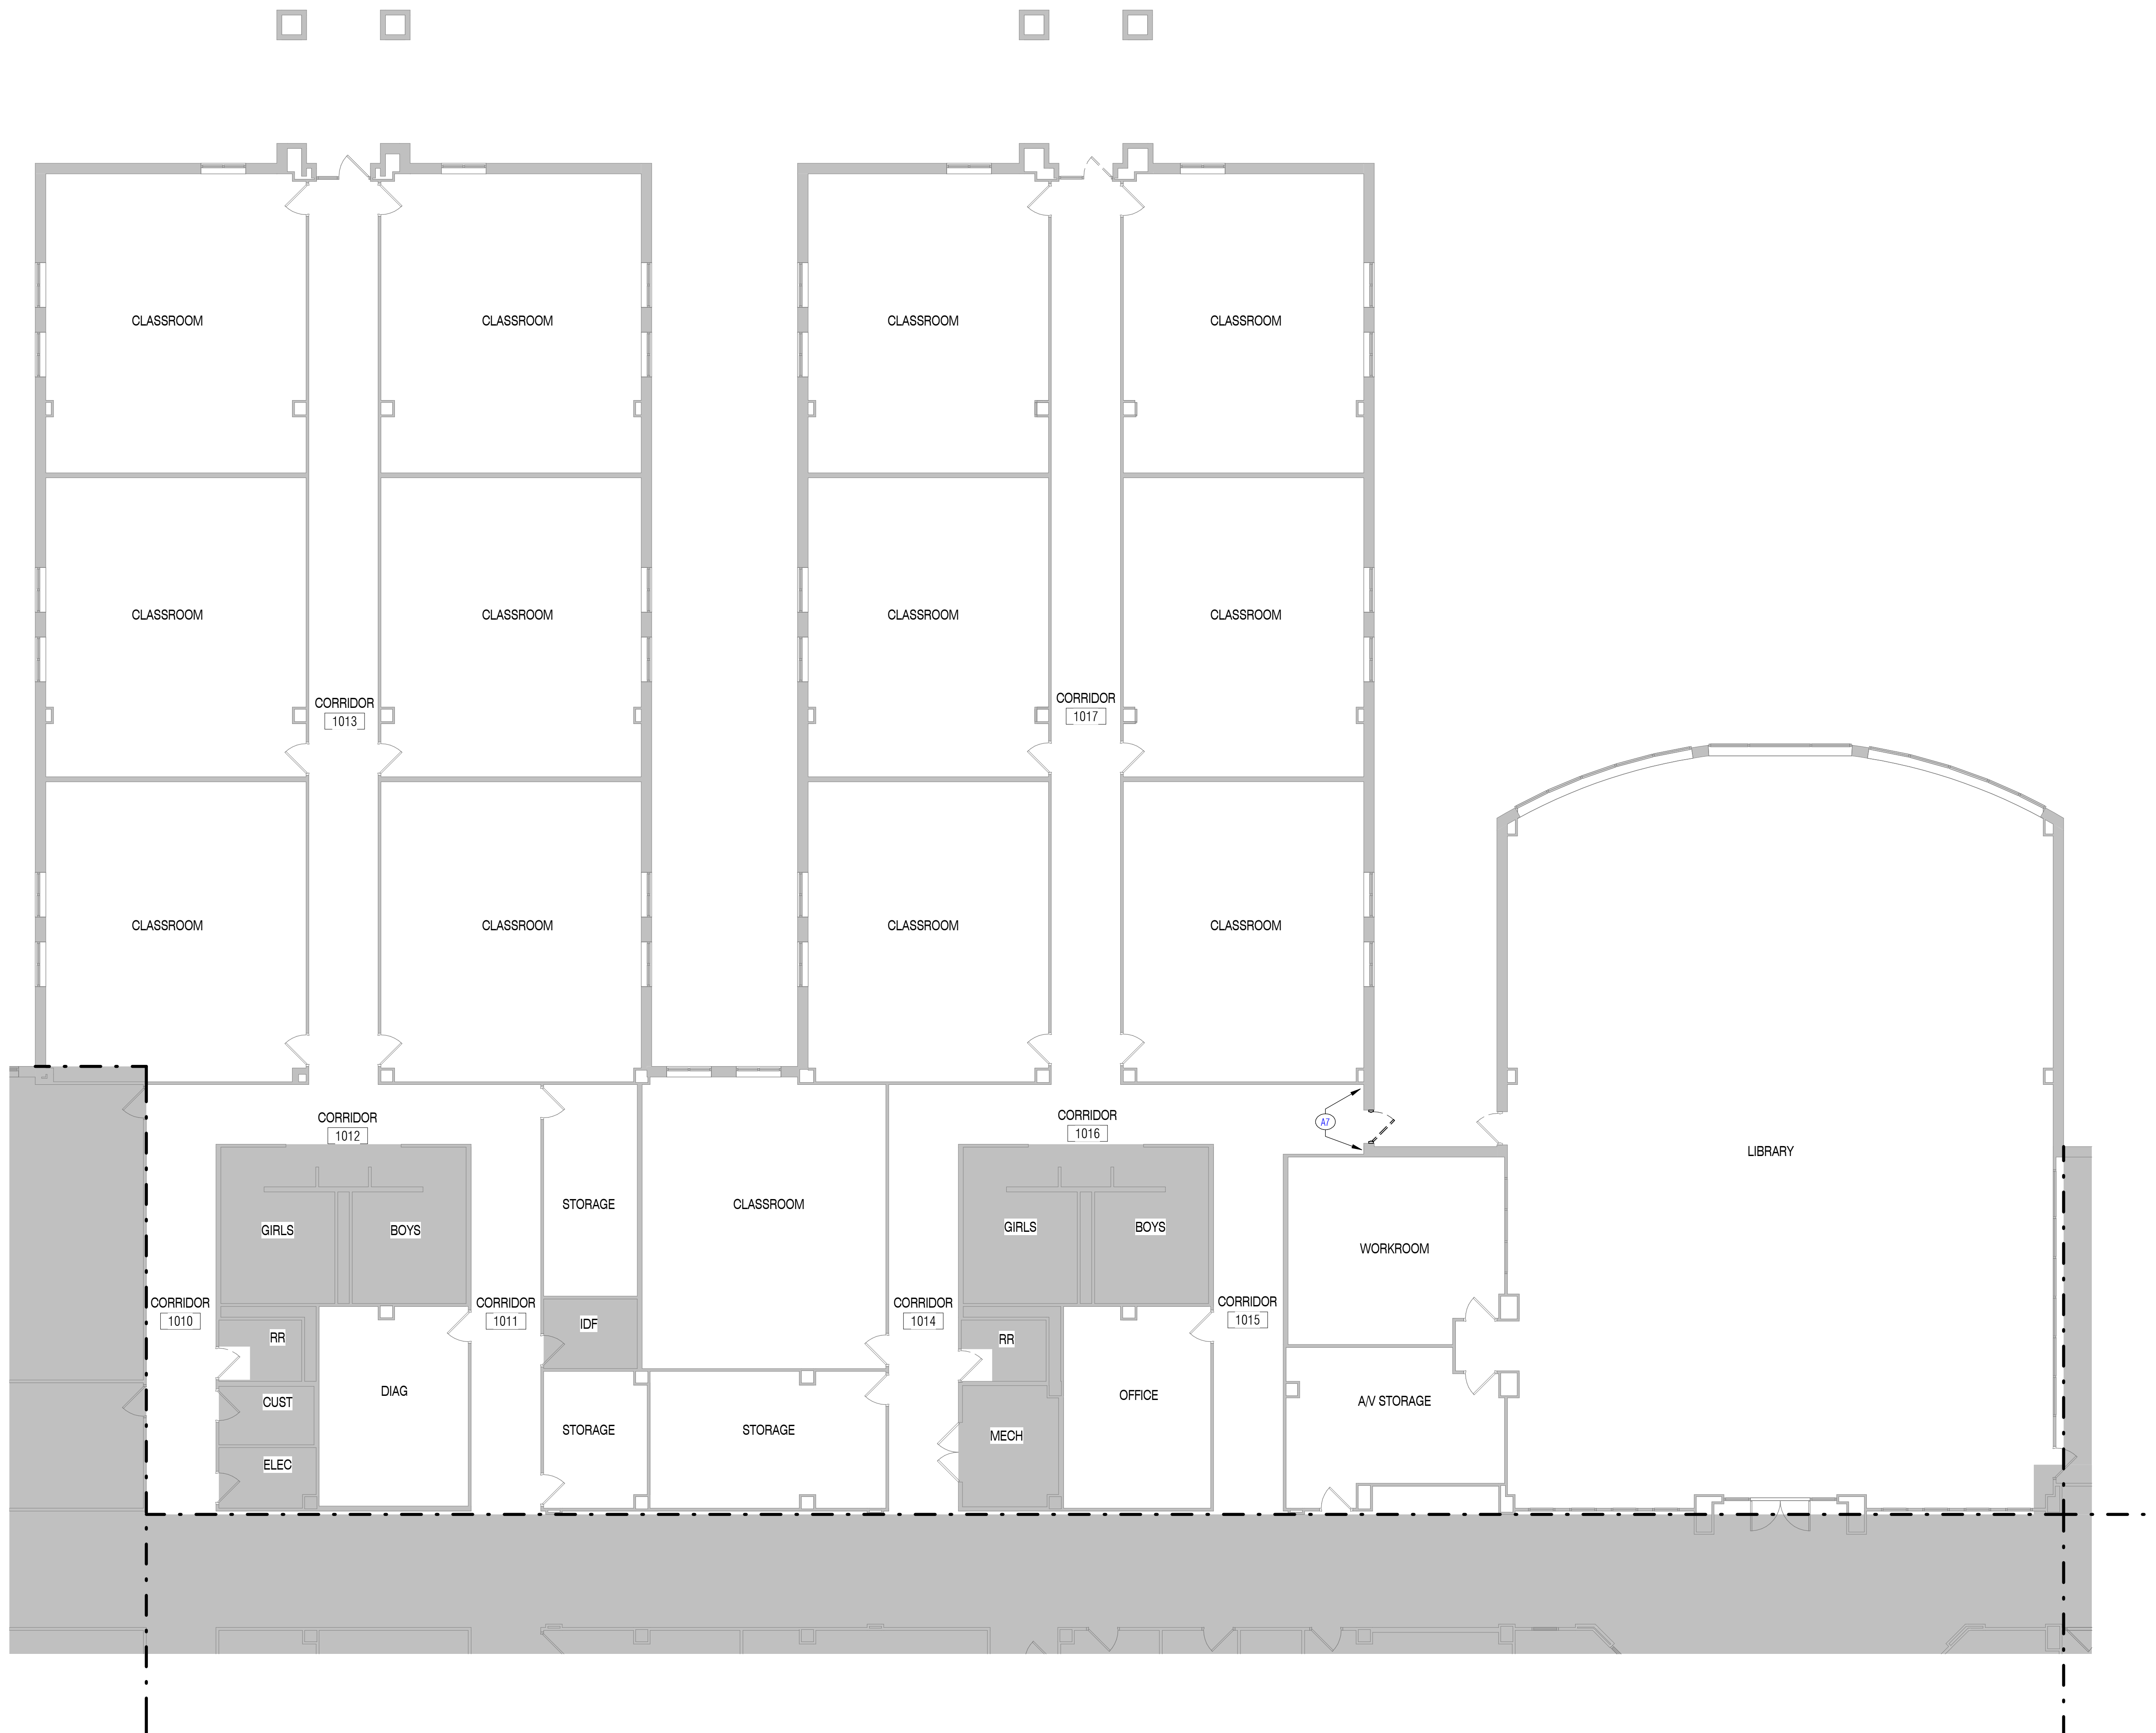 CLASSROOM
CLASSROOM
CLASSROOM
CLASSROOM
CLASSROOM
CLASSROOM
CLASSROOM
CLASSROOM
CORRIDOR
1013
CORRIDOR
1017
CLASSROOM
CLASSROOM
CLASSROOM
CLASSROOM
CORRIDOR
1012
CORRIDOR
1016
A7
LIBRARY
STORAGE
CLASSROOM
GIRLS
BOYS
GIRLS
BOYS
WORKROOM
CORRIDOR
1010
CORRIDOR
1011
CORRIDOR
1014
CORRIDOR
1015
IDF
RR
RR
DIAG
OFFICE
CUST
A/V STORAGE
STORAGE
STORAGE
MECH
ELEC